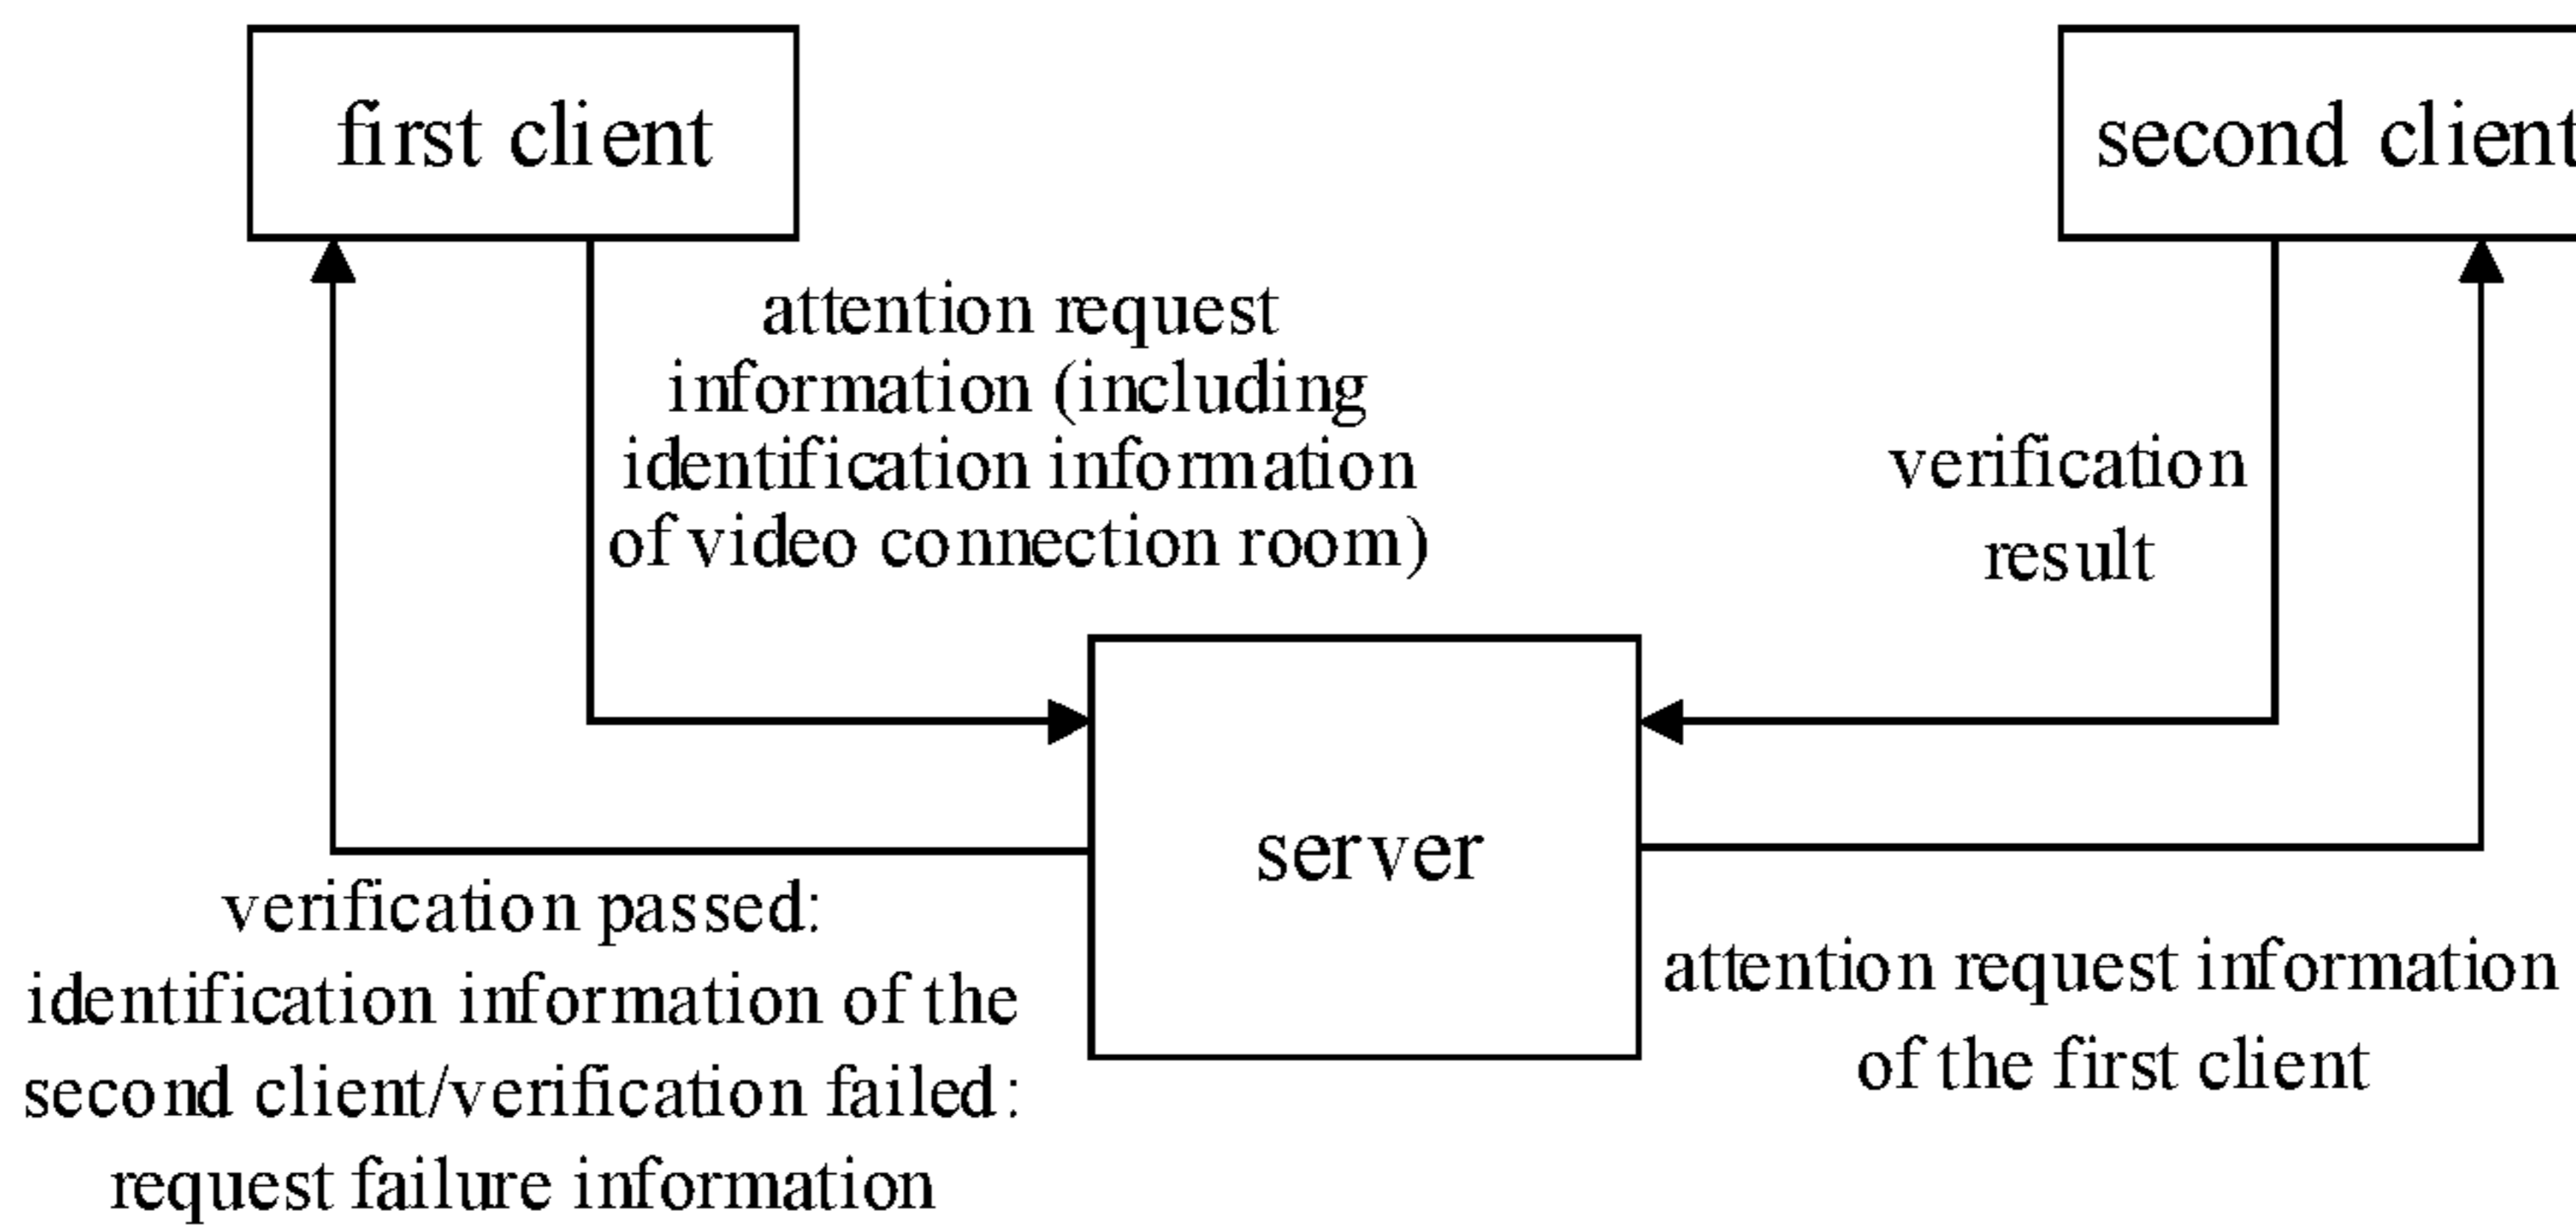 first client
second client
attention request
information (including
identification information
of video connection room)
verification
result
server
verification passed:
identification information of the
second client/verification failed:
request failure information
attention request information
of the first client